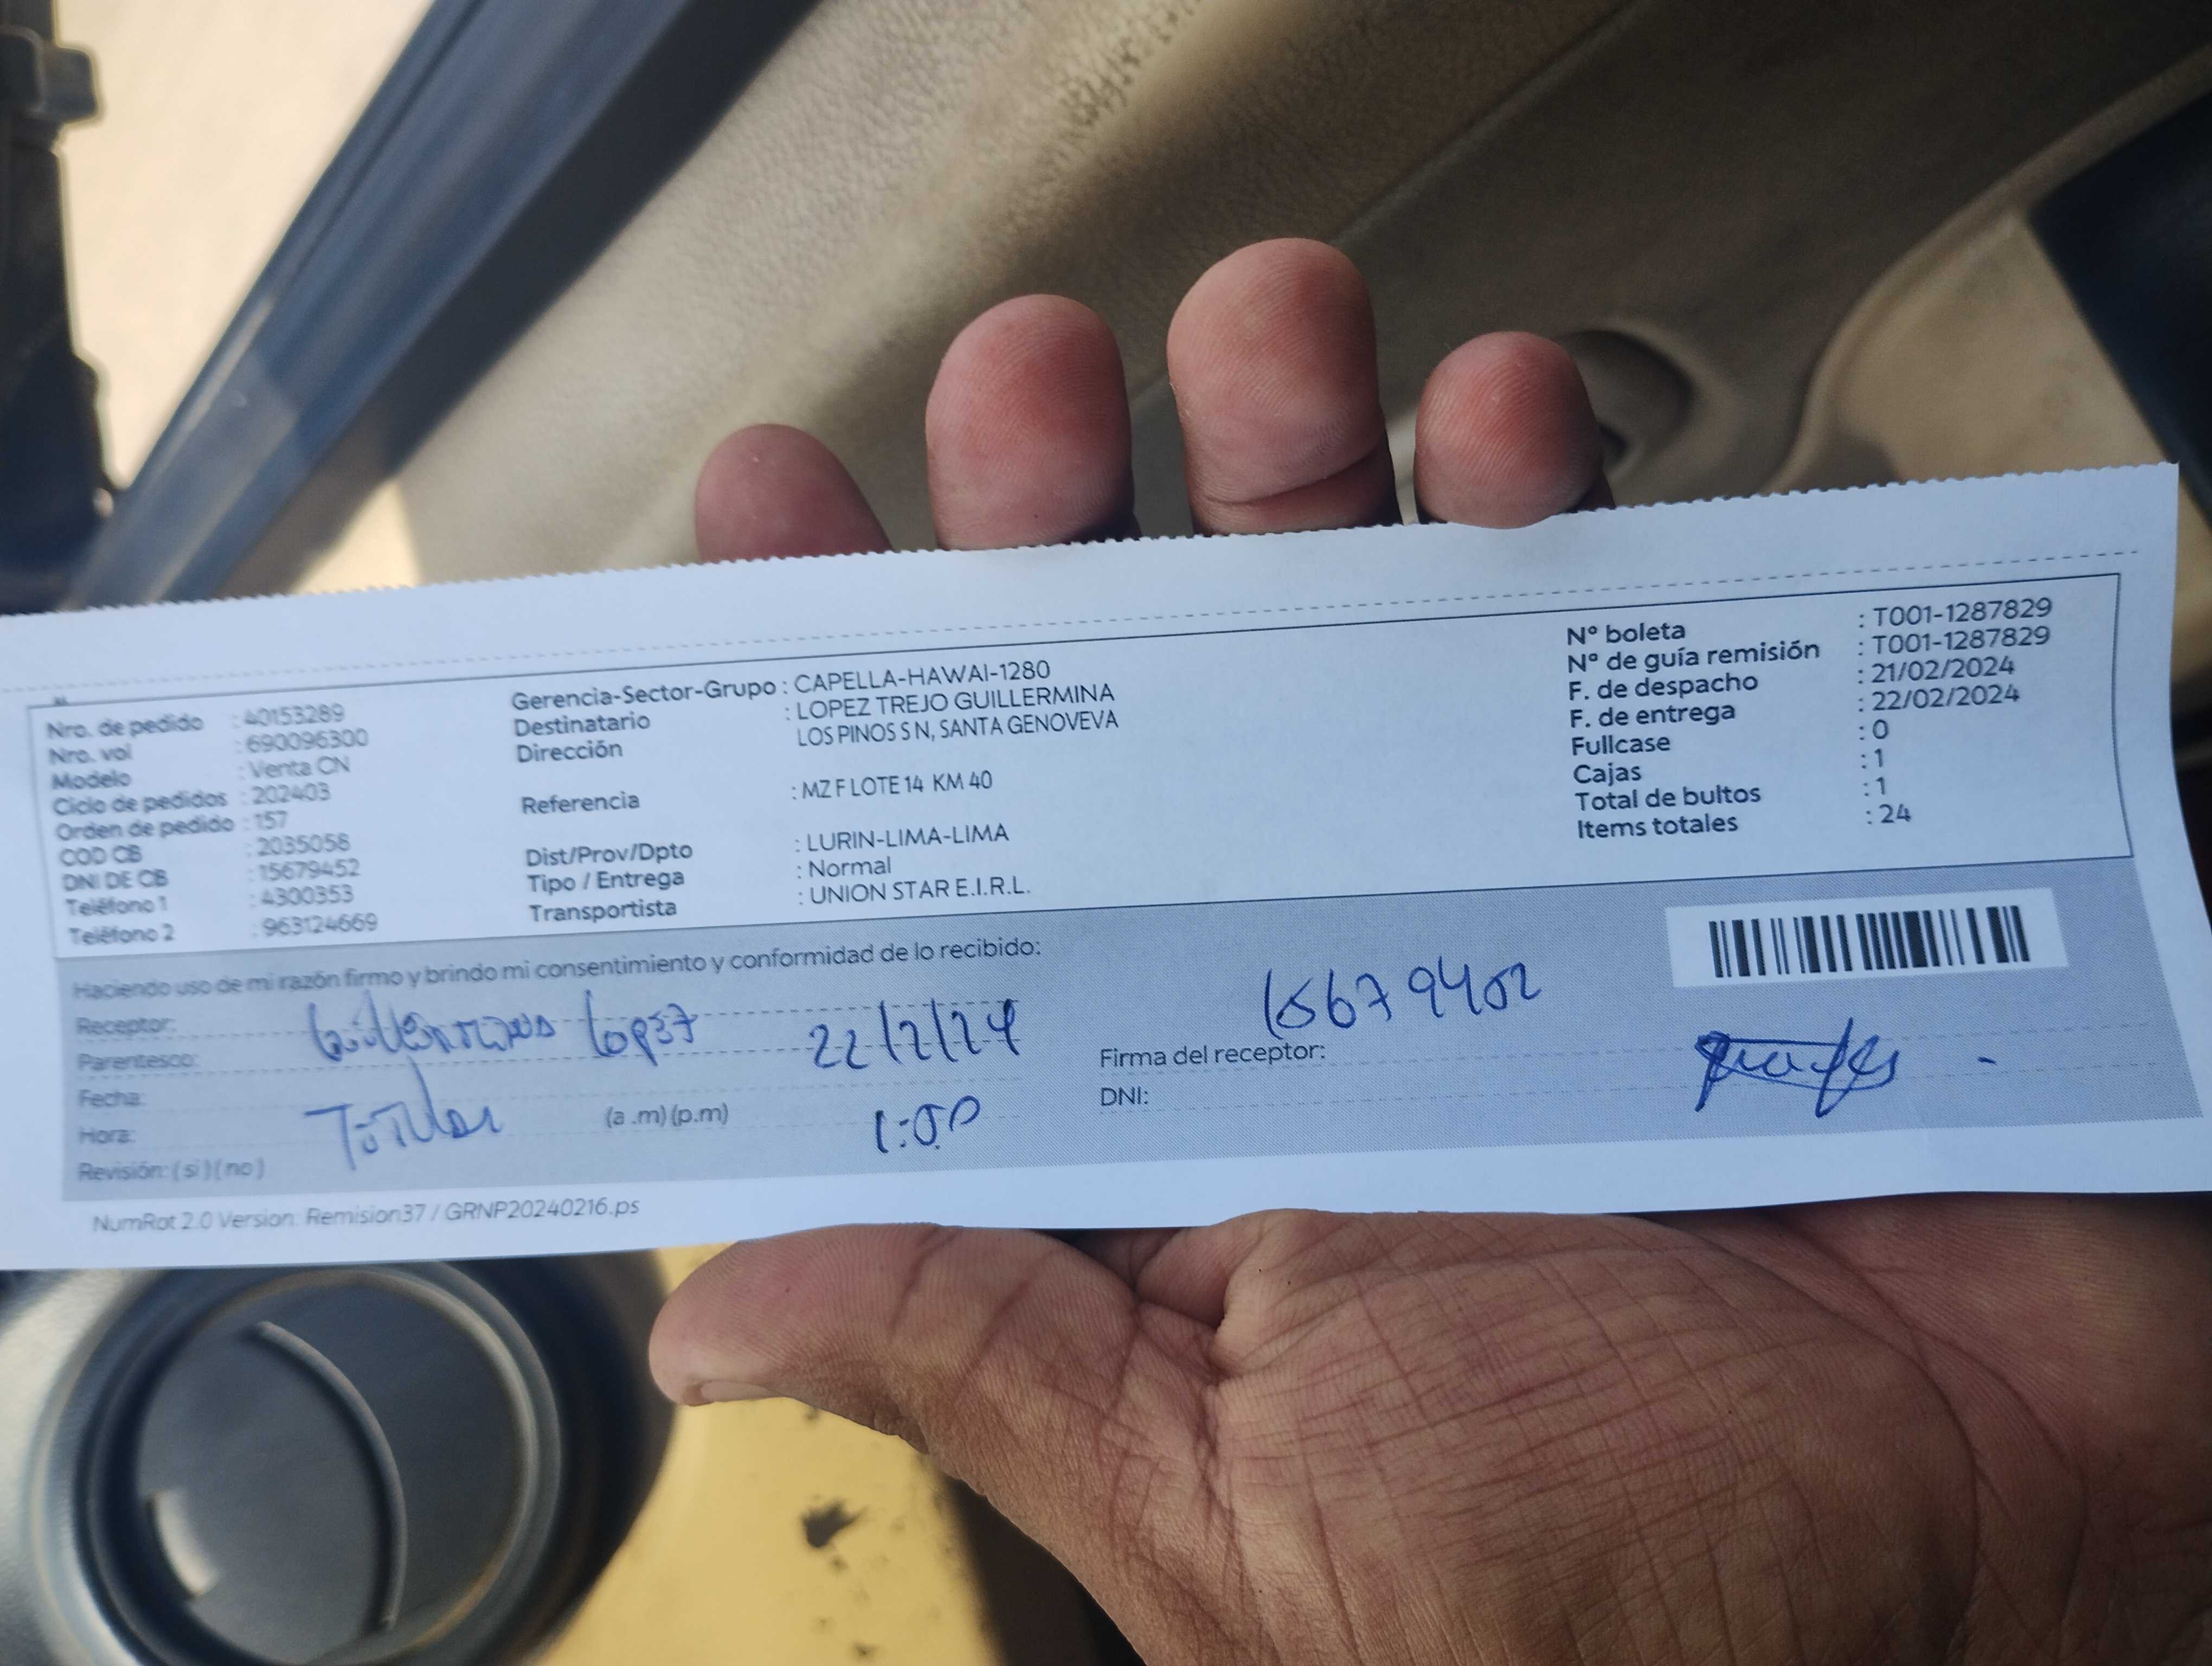 Nro. de pedido : 40153289
Nro. vol : 690096300
Modelo : Venta CN
Ciclo de pedidos : 202403
Orden de pedido : 157
COD CB : 2035058
DNI DE CB : 15679452
Teléfono 1 : 4300353
Teléfono 2 : 963124669
Gerencia-Sector-Grupo : CAPELLA-HAWAI-1280
Destinatario : LOPEZ TREJO GUILLERMINA
Dirección LOS PINOS S N, SANTA GENOVEVA
Referencia : MZ F LOTE 14 KM 40
Dist/Prov/Dpto : LURIN-LIMA-LIMA
Tipo / Entrega : Normal
Transportista : UNION STAR E.I.R.L.
Nº boleta : T001-1287829
Nº de guía remisión : T001-1287829
F. de despacho : 21/02/2024
F. de entrega : 22/02/2024
Fullcase : 0
Cajas : 1
Total de bultos : 1
Items totales : 24
Haciendo uso de mi razón firmo y brindo mi consentimiento y conformidad de lo recibido:
Receptor:
Parentesco:
22/2/24
Fecha:
Hora: (a .m) (p.m)
1:00
Revisión: ( si ) ( no )
15679452
Firma del receptor:
DNI:
NumRot 2.0 Version: Remision37 / GRNP20240216.ps